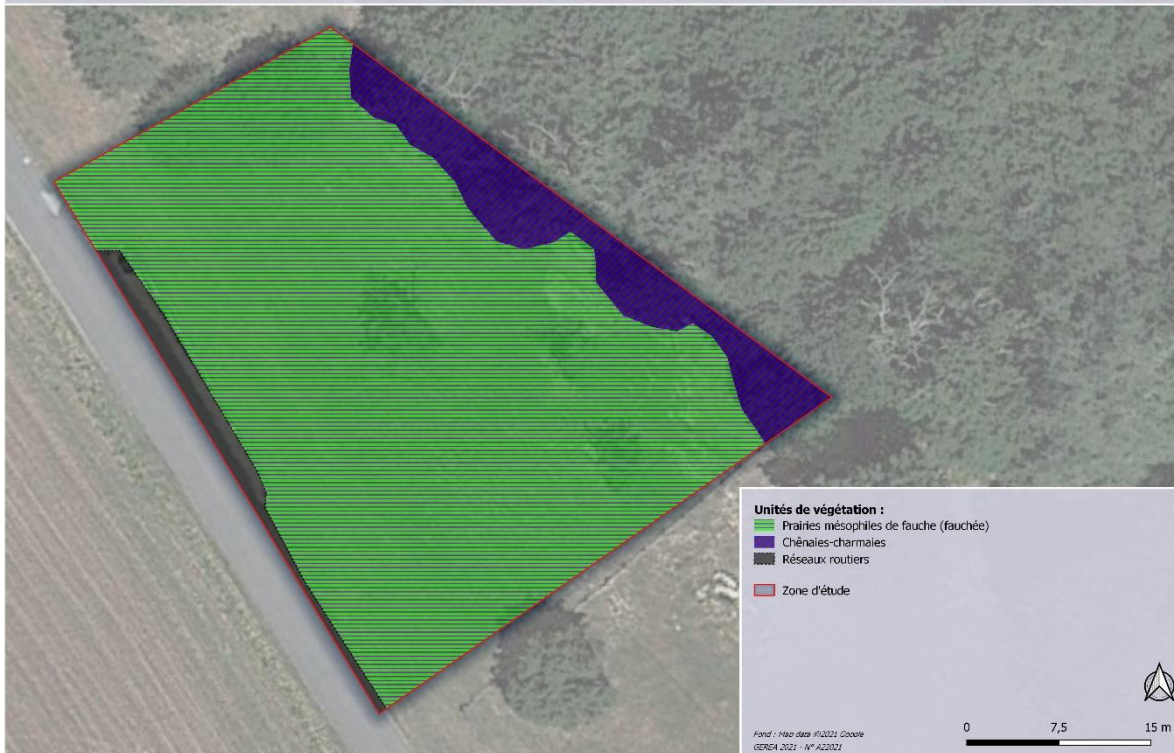 Unités de végétation :
Prairies mésophiles de fauche (fauchée)
Chênaies-charmaies
Réseaux routiers
Zone d'étude
Fond : Map data ©2021 Google
GEREA 2021 - N° A22021
0 7,5 15 m